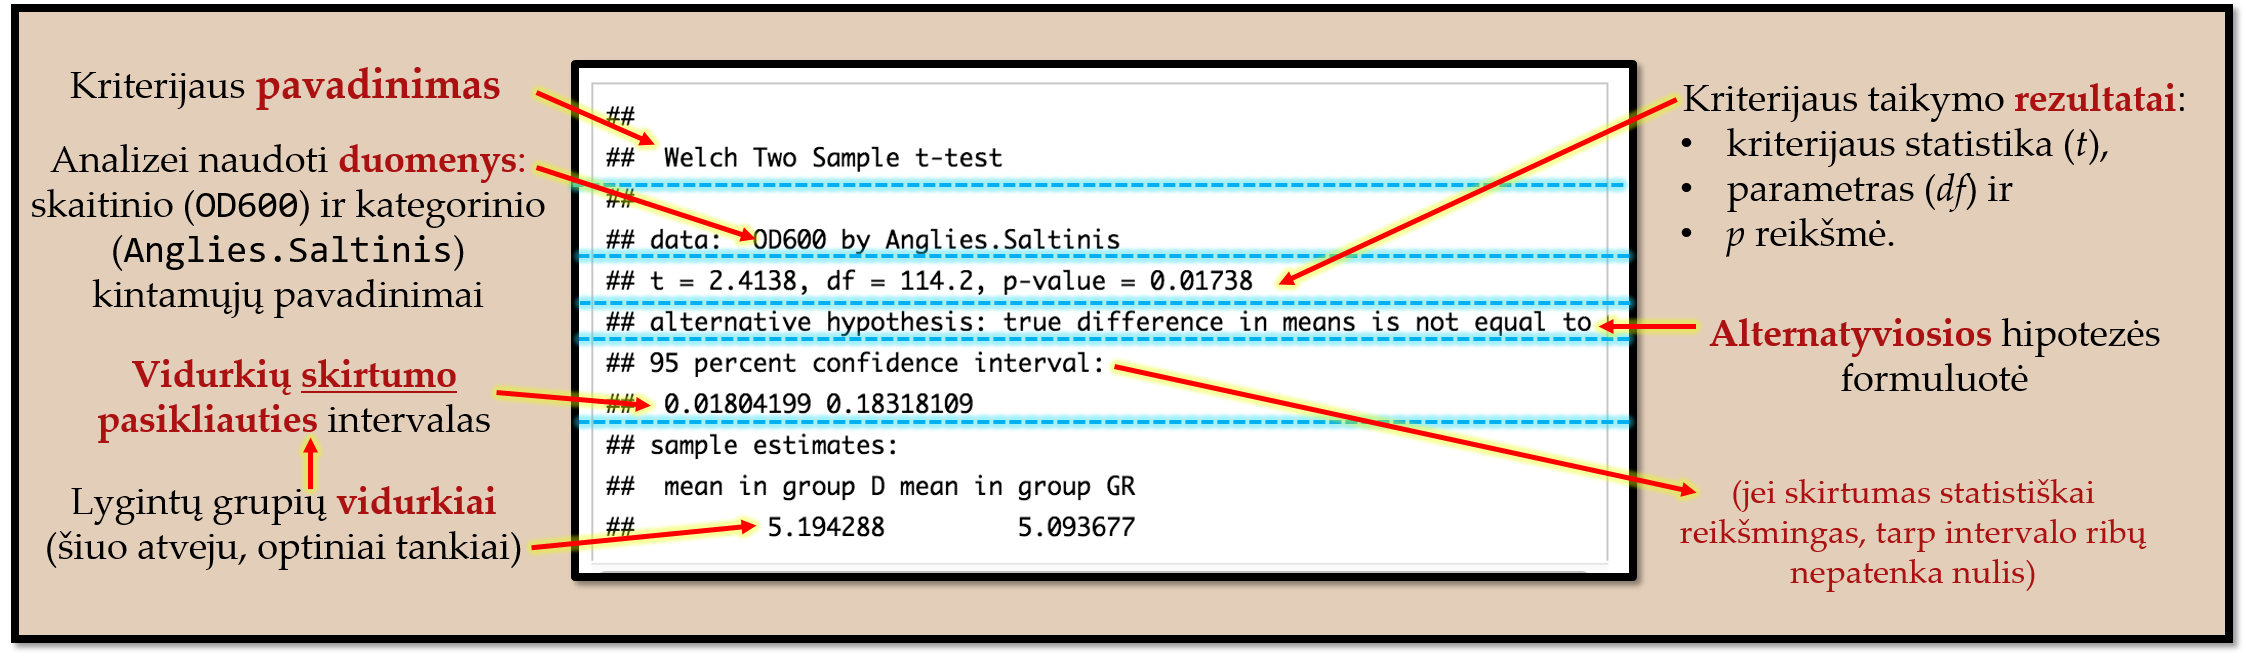 Kriterijaus pavadinimas
Analizei naudoti duomenys:
skaitinio (OD600) ir kategorinio
(Anglies.Saltinis)
kintamųjų pavadinimai
Vidurkių skirtumo
pasikliauties intervalas
Lygintų grupių vidurkiai
(šiuo atveju, optiniai tankiai)
##
## Welch Two Sample t-test
##
## data: OD600 by Anglies.Saltinis
## t = 2.4138, df = 114.2, p-value = 0.01738
## alternative hypothesis: true difference in means is not equal to
## 95 percent confidence interval:
## 0.01804199 0.18318109
## sample estimates:
## mean in group D mean in group GR
## 5.194288 5.093677
Kriterijaus taikymo rezultatai:
• kriterijaus statistika (t),
• parametras (df) ir
• p reikšmė.
Alternatyviosios hipotezės
formuluotė
(jei skirtumas statistiškai
reikšmingas, tarp intervalo ribų
nepatenka nulis)